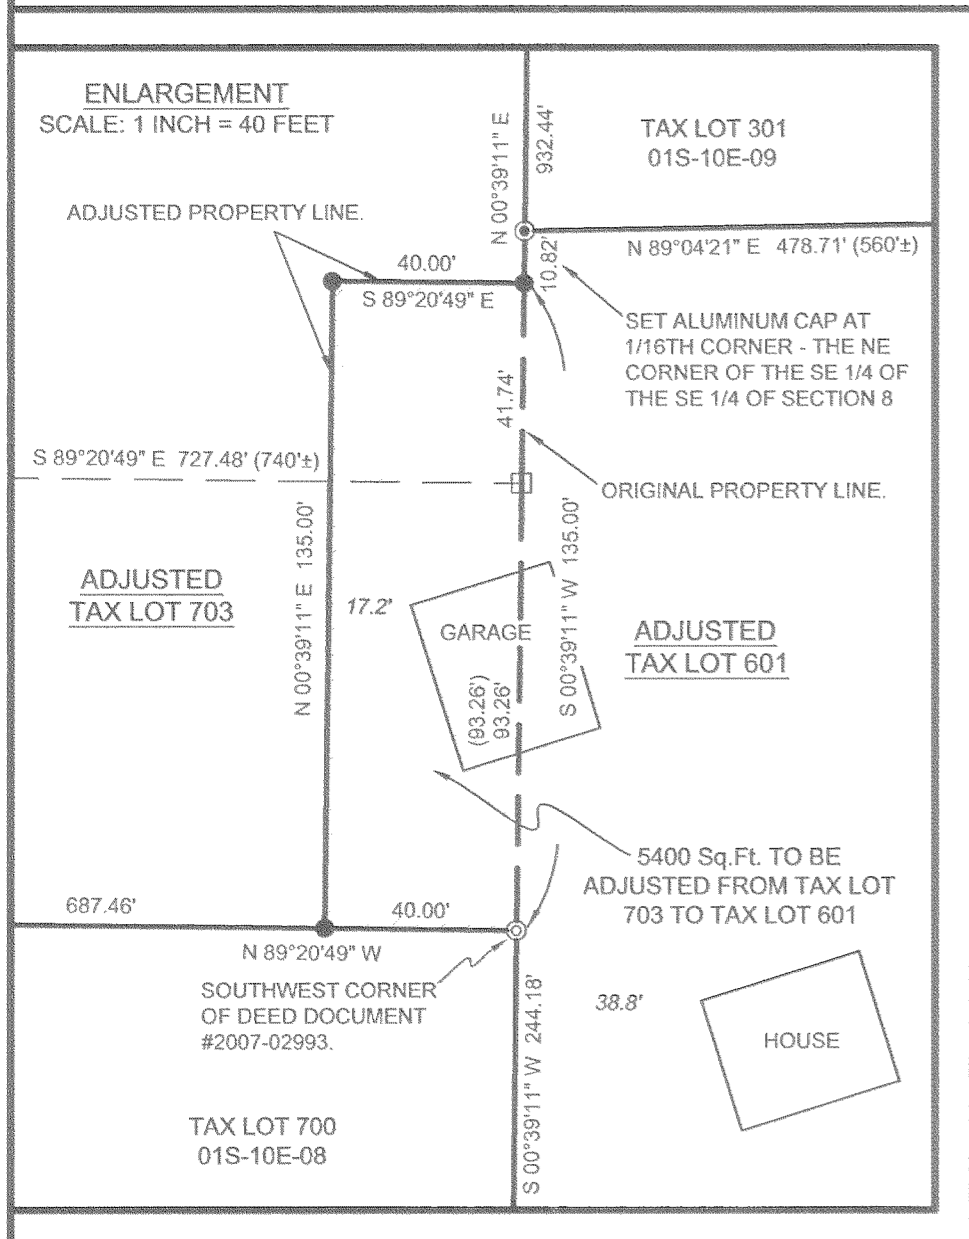 ENLARGEMENT
SCALE: 1 INCH = 40 FEET
N 00°39'11" E
932.44'
TAX LOT 301
01S-10E-09
ADJUSTED PROPERTY LINE.
N 89°04'21" E 478.71' (560'±)
10.82'
40.00'
S 89°20'49" E
SET ALUMINUM CAP AT
1/16TH CORNER - THE NE
CORNER OF THE SE 1/4 OF
THE SE 1/4 OF SECTION 8
41.74'
S 89°20'49" E 727.48' (740'±)
ORIGINAL PROPERTY LINE.
N 00°39'11" E 135.00'
S 00°39'11" W 135.00'
ADJUSTED
TAX LOT 703
17.2'
GARAGE
(93.26')
93.26'
ADJUSTED
TAX LOT 601
5400 Sq.Ft. TO BE
ADJUSTED FROM TAX LOT
703 TO TAX LOT 601
687.46'
40.00'
N 89°20'49" W
SOUTHWEST CORNER
OF DEED DOCUMENT
#2007-02993.
S 00°39'11" W 244.18'
38.8'
HOUSE
TAX LOT 700
01S-10E-08